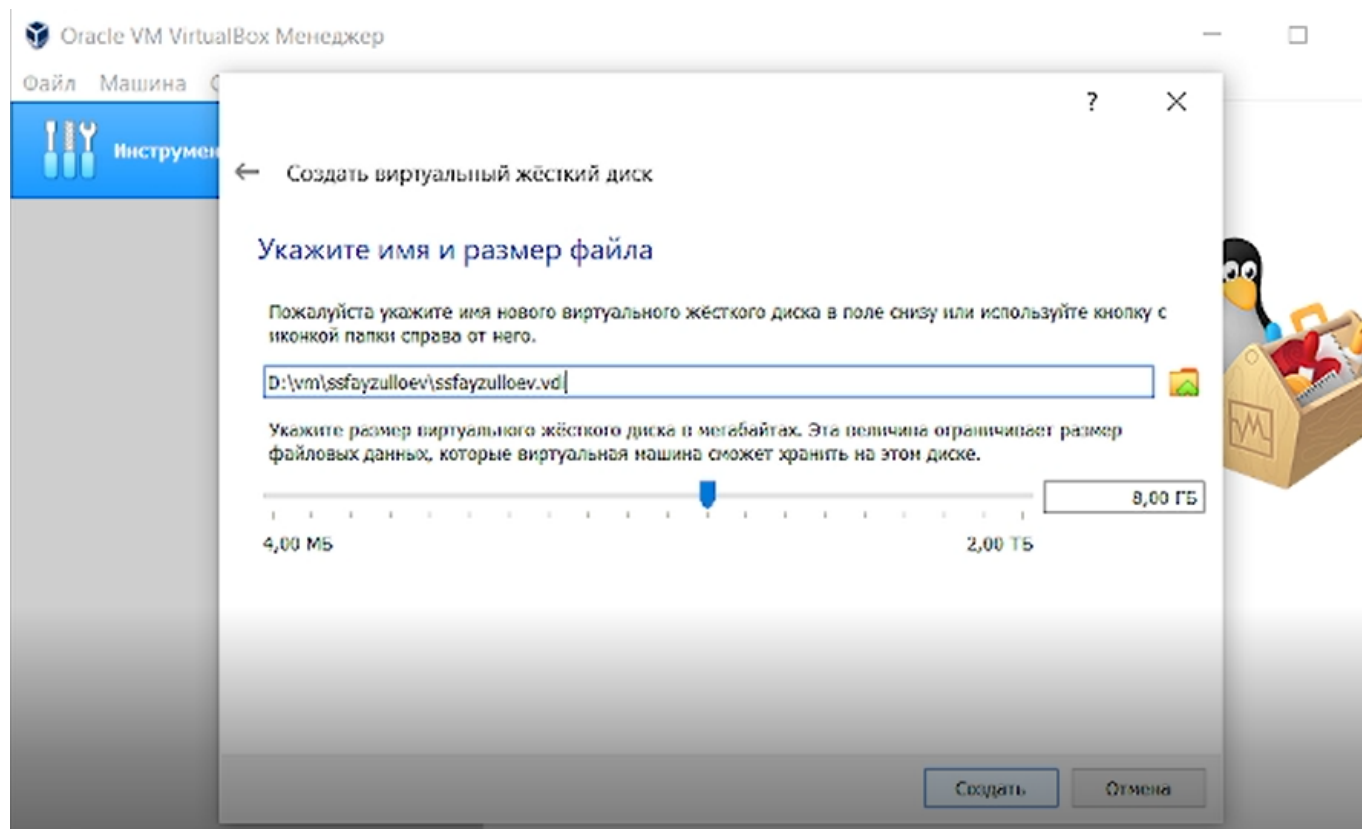 Oracle VM VirtualBox Менеджер
Файл Машина С
?
Инструмен
Создать виртуальный жёсткий диск
Укажите имя и размер файла
Пожалуйста укажите имя нового виртуального жёсткого диска в поле снизу или используйте кнопку с
иконкой папки справа от него.
D:\vm\ssfayzulloev\ssfayzulloev.vdi
Укажите размер виртуального жёсткого диска в мегабайтах. Эта величина ограничивает размер
файловых данных, которые виртуальная машина сможет хранить на этом диске.
8,00 ГБ
4,00 МБ 2,00 ТБ
Создать Отмена